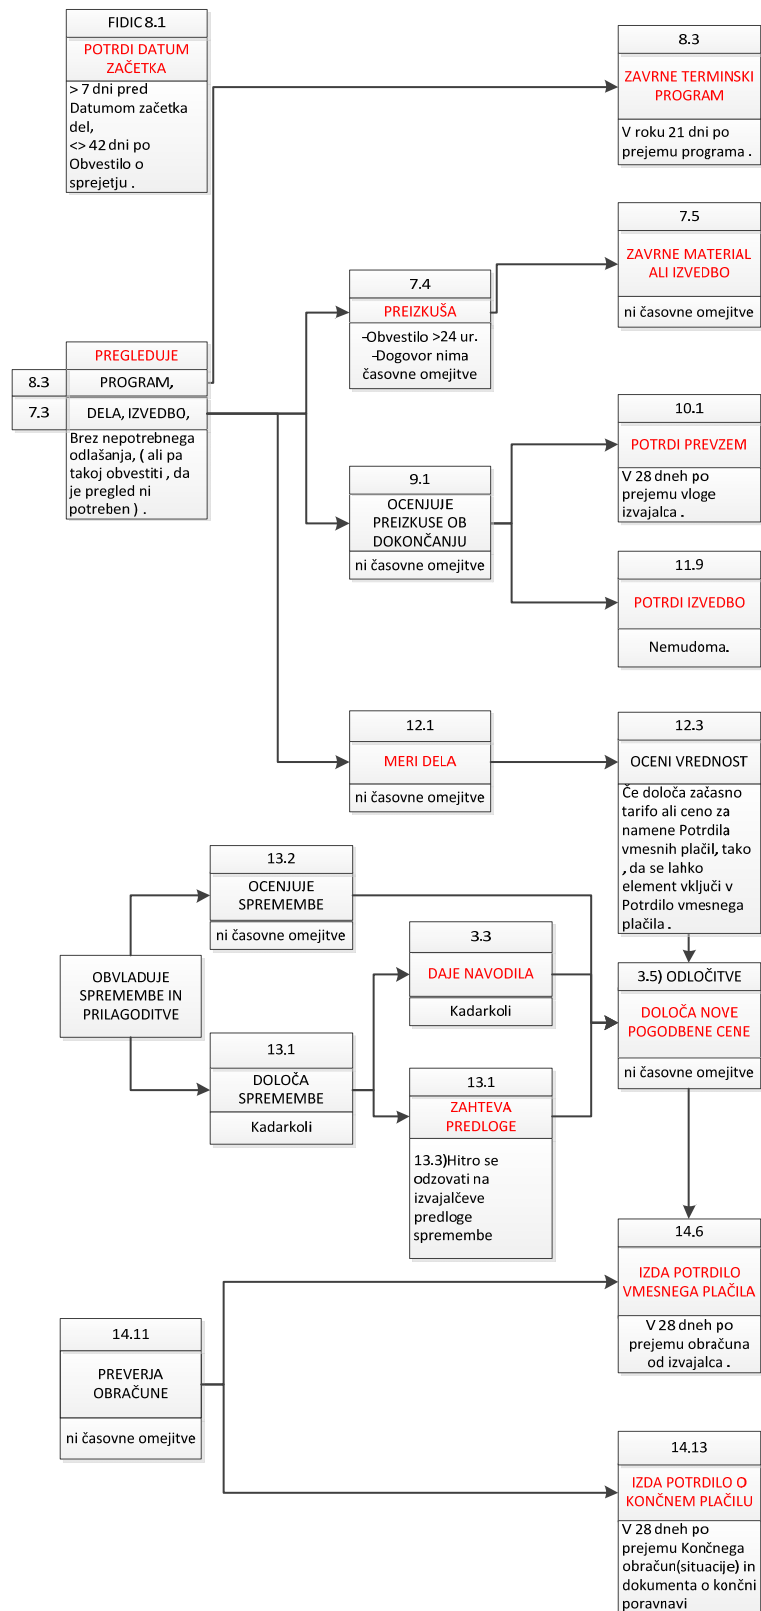 FIDIC 8.1
POTRDI DATUM
ZAČETKA
> 7 dni pred
Datumom začetka
del,
<> 42 dni po
Obvestilo o
sprejetju .
8.3
ZAVRNE TERMINSKI
PROGRAM
V roku 21 dni po
prejemu programa .
7.5
ZAVRNE MATERIAL
ALI IZVEDBO
ni časovne omejitve
7.4
PREIZKUŠA
-Obvestilo >24 ur.
-Dogovor nima
časovne omejitve
PREGLEDUJE
8.3
PROGRAM,
7.3
DELA, IZVEDBO,
Brez nepotrebnega
odlašanja, ( ali pa
takoj obvestiti , da
je pregled ni
potreben ) .
10.1
POTRDI PREVZEM
V 28 dneh po
prejemu vloge
izvajalca .
9.1
OCENJUJE
PREIZKUSE OB
DOKONČANJU
ni časovne omejitve
11.9
POTRDI IZVEDBO
Nemudoma.
12.1
MERI DELA
ni časovne omejitve
12.3
OCENI VREDNOST
Če določa začasno
tarifo ali ceno za
namene Potrdila
vmesnih plačil, tako
, da se lahko
element vključi v
Potrdilo vmesnega
plačila .
13.2
OCENJUJE
SPREMEMBE
ni časovne omejitve
3.3
DAJE NAVODILA
Kadarkoli
OBVLADUJE
SPREMEMBE IN
PRILAGODITVE
3.5) ODLOČITVE
DOLOČA NOVE
POGODBENE CENE
ni časovne omejitve
13.1
DOLOČA
SPREMEMBE
Kadarkoli
13.1
ZAHTEVA
PREDLOGE
13.3)Hitro se
odzovati na
izvajalčeve
predloge
spremembe
14.6
IZDA POTRDILO
VMESNEGA PLAČILA
V 28 dneh po
prejemu obračuna
od izvajalca .
14.11
PREVERJA
OBRAČUNE
ni časovne omejitve
14.13
IZDA POTRDILO O
KONČNEM PLAČILU
V 28 dneh po
prejemu Končnega
obračun(situacije) in
dokumenta o končni
poravnavi